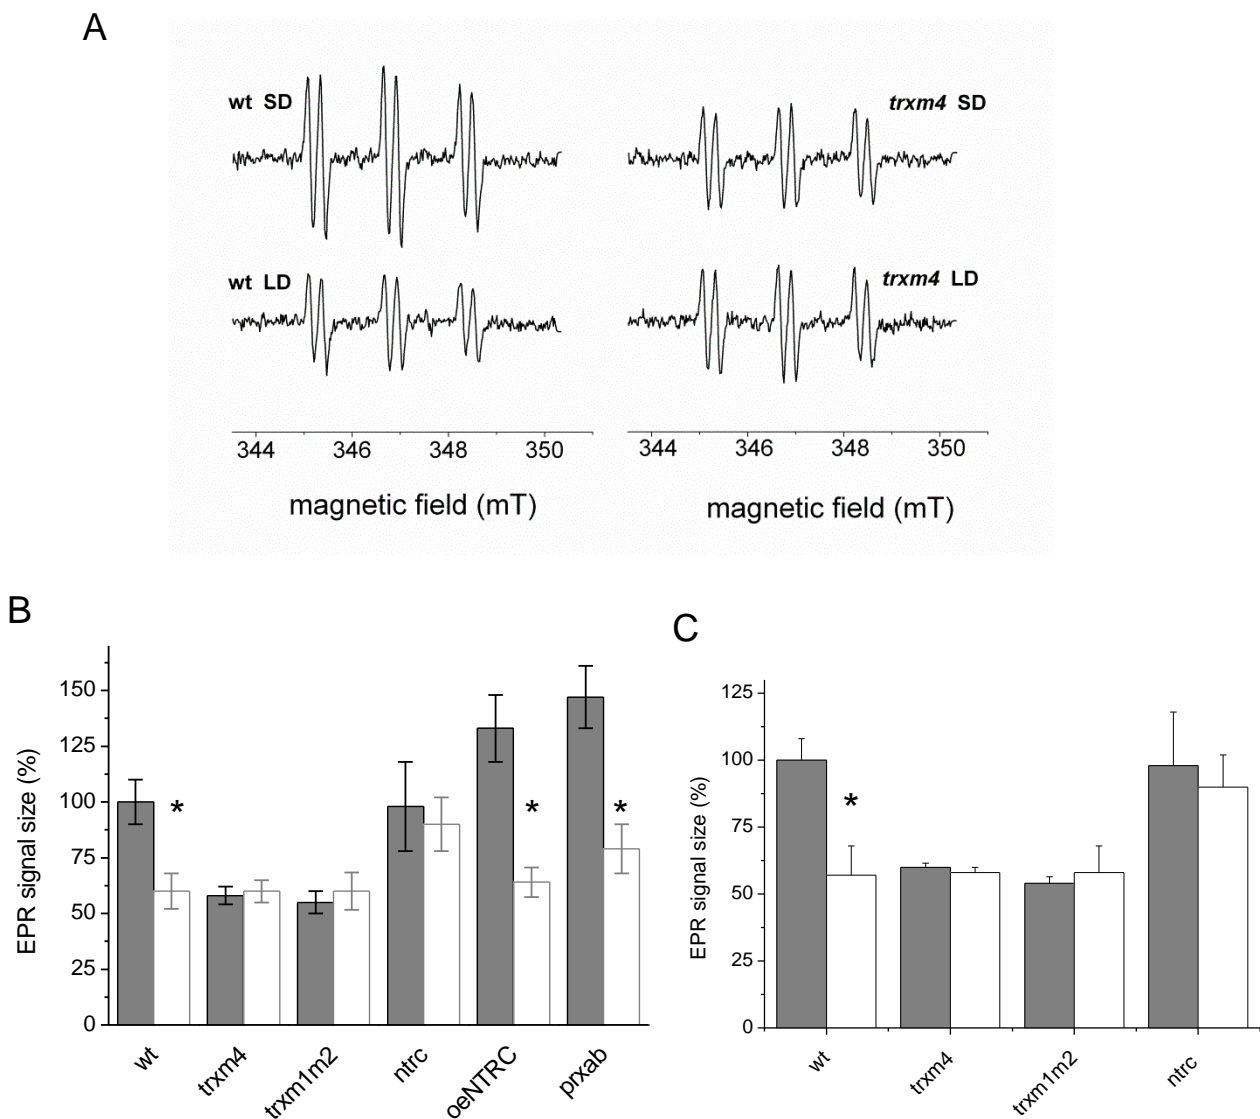 A
wt SD
trxm4 SD
wt LD
trxm4 LD
344 346 348 350
344 346 348 350
magnetic field (mT)
magnetic field (mT)
B
EPR signal size (%)
150
125
100
75
50
25
0
*
*
*
wt
trxm4
trxm1m2
ntrc
oeNTRC
prxab
C
EPR signal size (%)
125
100
75
50
25
0
*
wt
trxm4
trxm1m2
ntrc